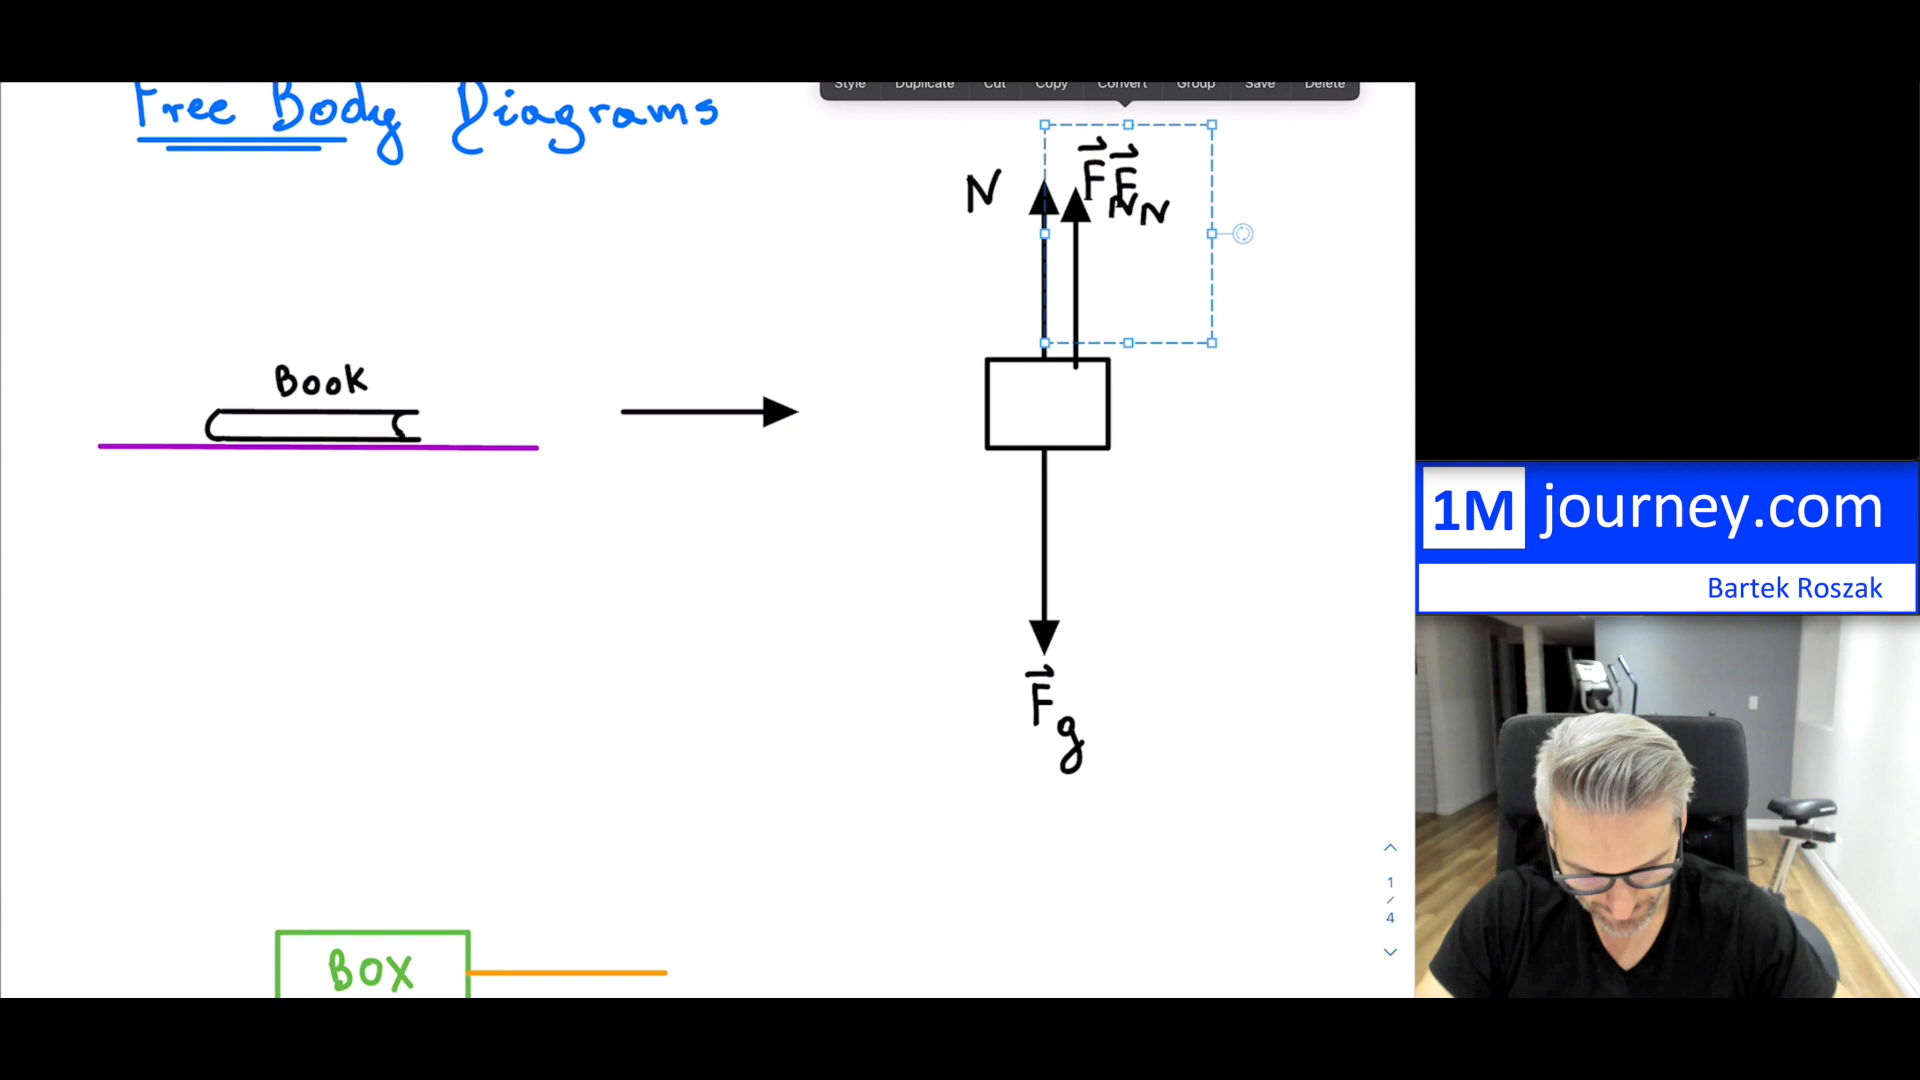 Style Duplicate Cut Copy Convert Group Save Delete
Free Body Diagrams
N
F⃗N F⃗N
Book
F⃗g
1
/
4
BOX
1M journey.com
Bartek Roszak